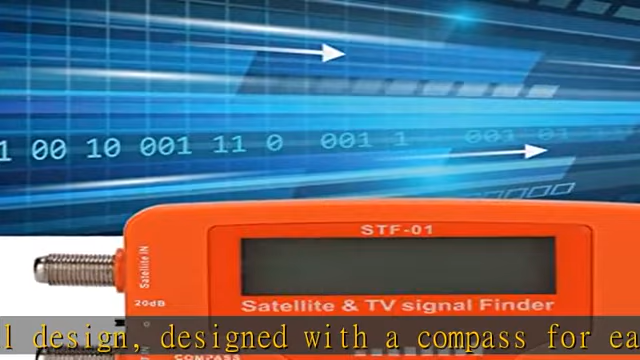 1 00 10 001 11 0 001 1 001 01
STF-01
Satellite IN
20dB
Satellite & TV signal Finder
l design, designed with a compass for ea
COMPASS